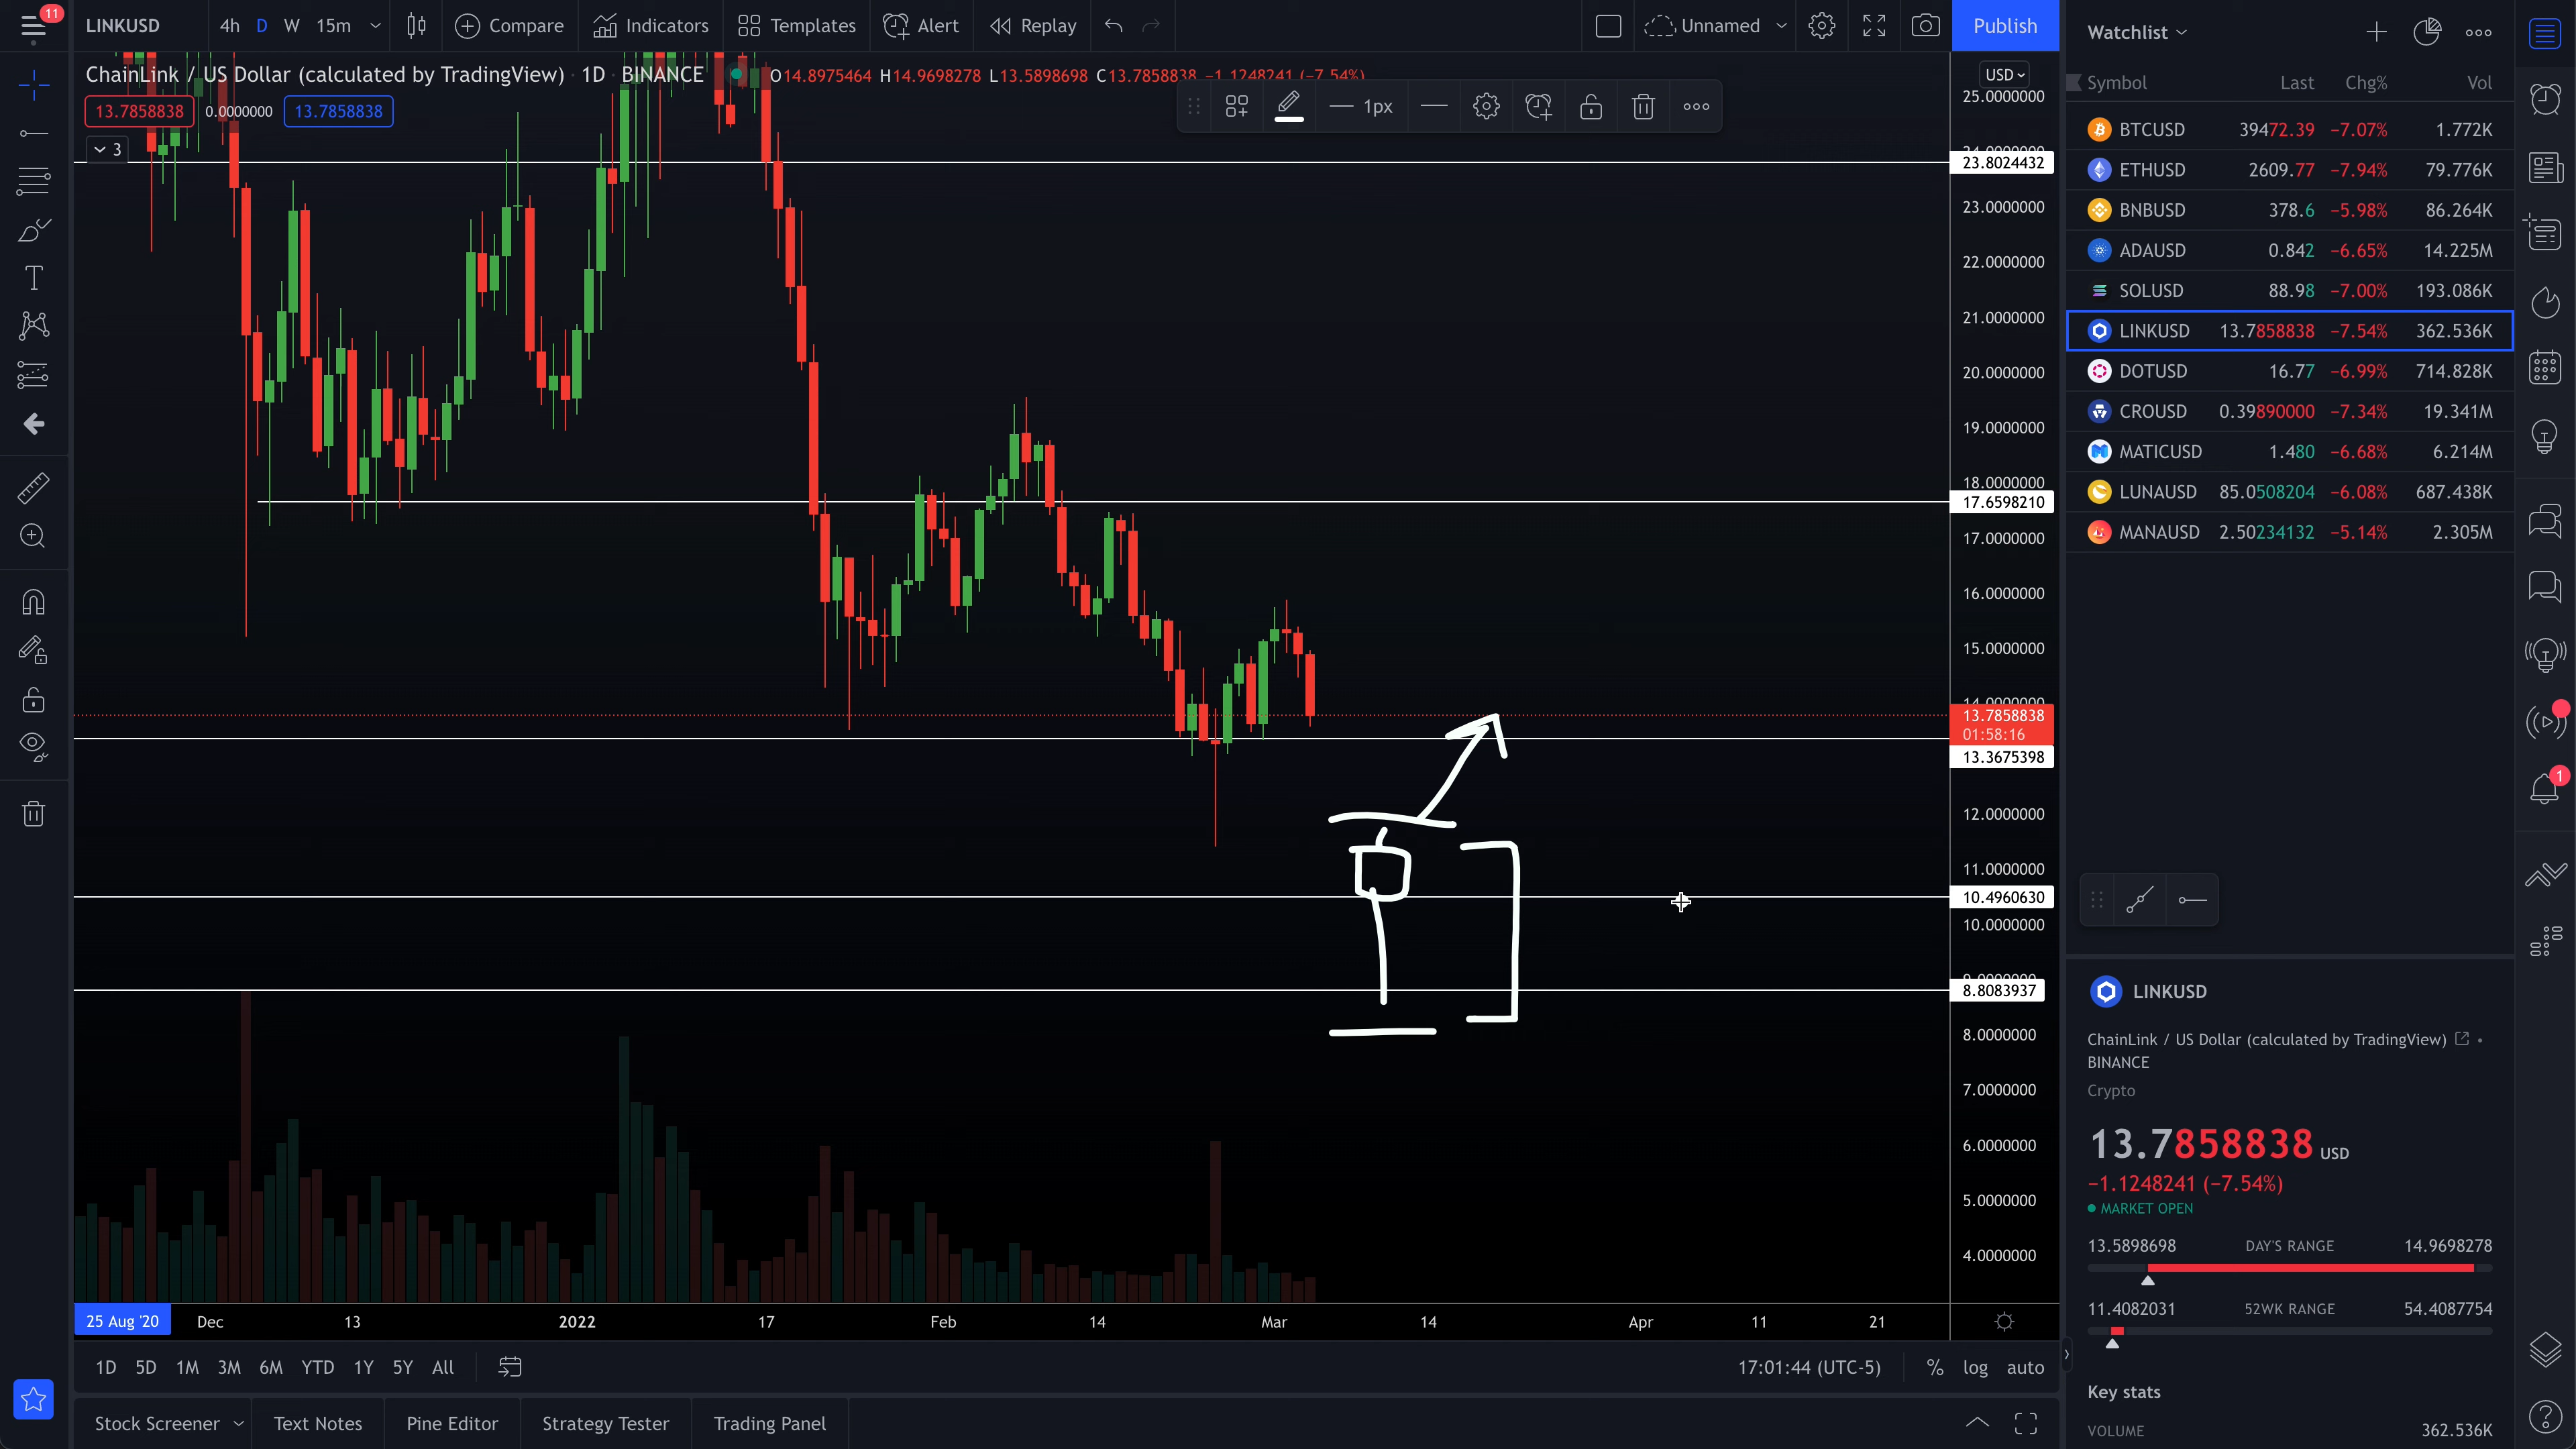 11
LINKUSD
4h D W 15m
Compare
Indicators
Templates
Alert
Replay
Unnamed
Publish
ChainLink / US Dollar (calculated by TradingView) · 1D · BINANCE
O14.8975464 H14.9698278 L13.5898698 C13.7858838 −1.1248241 (−7.54%)
13.7858838 0.0000000 13.7858838
3
1px
USD
25.0000000
23.8024432
23.0000000
22.0000000
21.0000000
20.0000000
19.0000000
18.0000000
17.6598210
17.0000000
16.0000000
15.0000000
14.0000000
13.7858838
01:58:16
13.3675398
12.0000000
11.0000000
10.4960630
10.0000000
9.0000000
8.8083937
8.0000000
7.0000000
6.0000000
5.0000000
4.0000000
25 Aug '20 Dec 13 2022 17 Feb 14 Mar 14 Apr 11 21
1D 5D 1M 3M 6M YTD 1Y 5Y All
17:01:44 (UTC-5) % log auto
Stock Screener Text Notes Pine Editor Strategy Tester Trading Panel
Watchlist
Symbol Last Chg% Vol
BTCUSD 39472.39 −7.07% 1.772K
ETHUSD 2609.77 −7.94% 79.776K
BNBUSD 378.6 −5.98% 86.264K
ADAUSD 0.842 −6.65% 14.225M
SOLUSD 88.98 −7.00% 193.086K
LINKUSD 13.7858838 −7.54% 362.536K
DOTUSD 16.77 −6.99% 714.828K
CROUSD 0.39890000 −7.34% 19.341M
MATICUSD 1.480 −6.68% 6.214M
LUNAUSD 85.0508204 −6.08% 687.438K
MANAUSD 2.50234132 −5.14% 2.305M
LINKUSD
ChainLink / US Dollar (calculated by TradingView) •
BINANCE
Crypto
13.7858838 USD
−1.1248241 (−7.54%)
MARKET OPEN
13.5898698 DAY'S RANGE 14.9698278
11.4082031 52WK RANGE 54.4087754
Key stats
VOLUME 362.536K
1